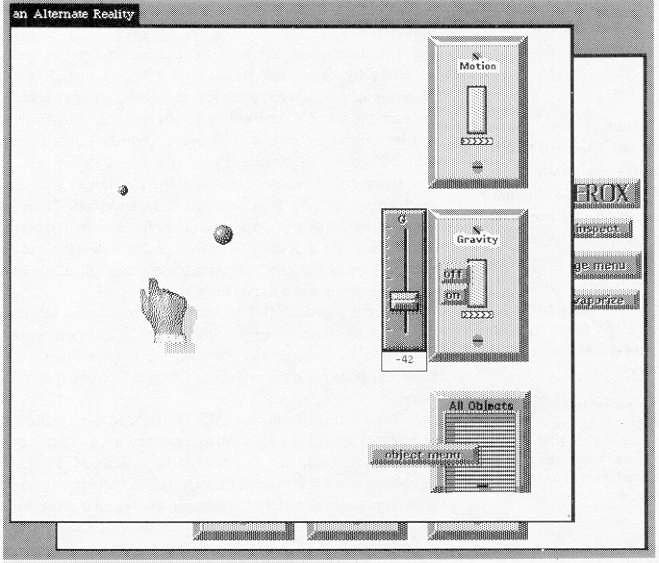 an Alternate Reality
Motion
EROX
inspect
G
Gravity
off
ge menu
on
vaporize
-42
All Objects
object menu